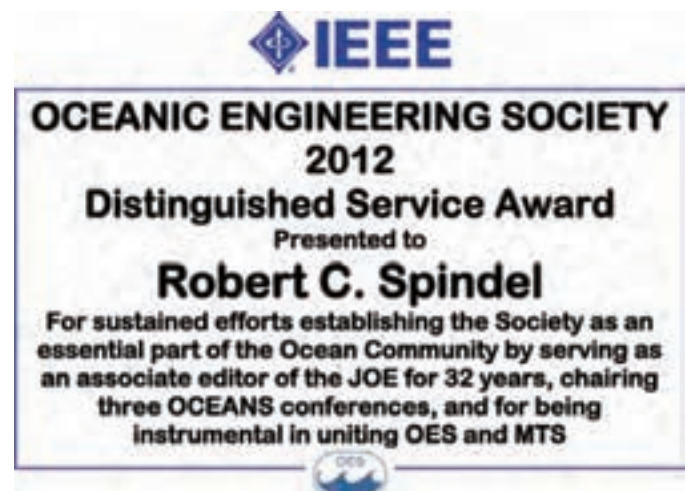 IEEE
OCEANIC ENGINEERING SOCIETY
2012
Distinguished Service Award
Presented to
Robert C. Spindel
For sustained efforts establishing the Society as an
essential part of the Ocean Community by serving as
an associate editor of the JOE for 32 years, chairing
three OCEANS conferences, and for being
instrumental in uniting OES and MTS
OES